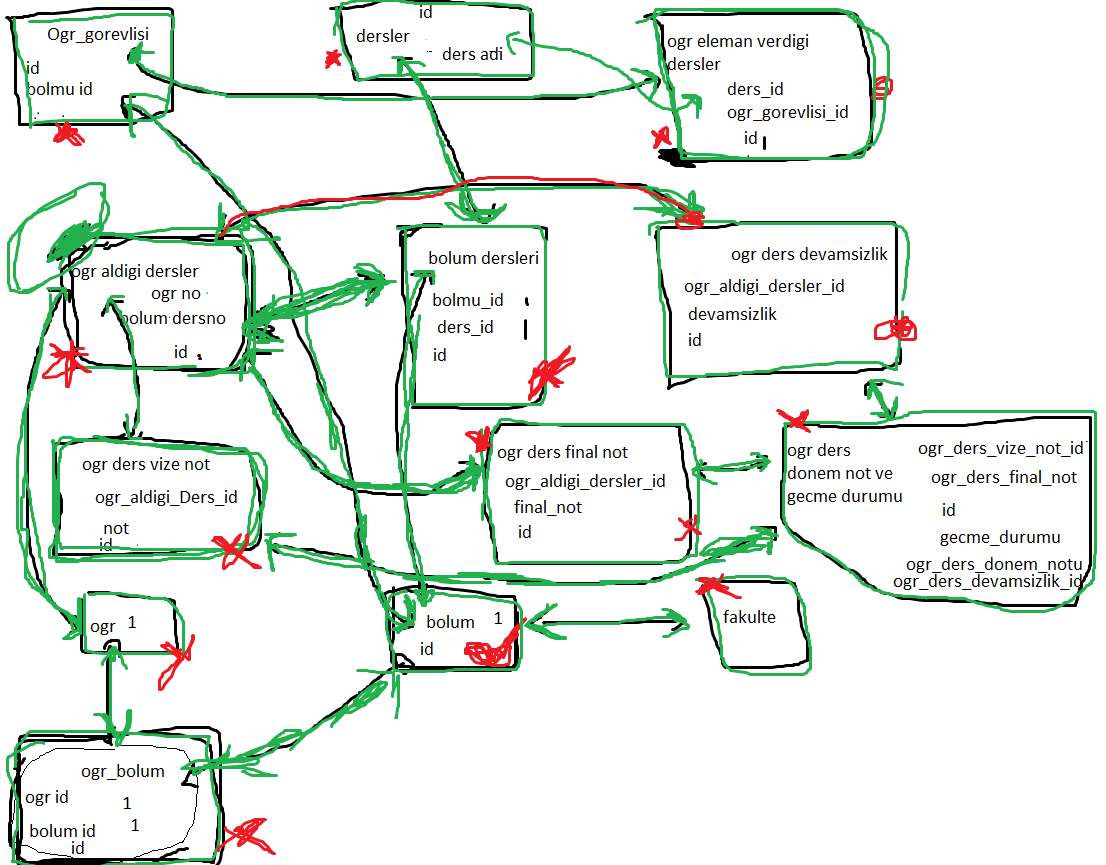 Ogr_gorevlisi
id
bolmu id
id
dersler
ders adi
ogr eleman verdigi
dersler
ders_id
ogr_gorevlisi_id
id
ogr aldigi dersler
ogr no
bolum dersno
id
bolum dersleri
bolmu_id
ders_id
id
ogr ders devamsizlik
ogr_aldigi_dersler_id
devamsizlik
id
ogr ders vize not
ogr_aldigi_Ders_id
not
id
ogr ders final not
ogr_aldigi_dersler_id
final_not
id
ogr ders
donem not ve
gecme durumu
ogr_ders_vize_not_id
ogr_ders_final_not
id
gecme_durumu
ogr_ders_donem_notu
ogr_ders_devamsizlik_id
ogr 1
bolum 1
id
fakulte
ogr_bolum
ogr id 1
bolum id 1
id